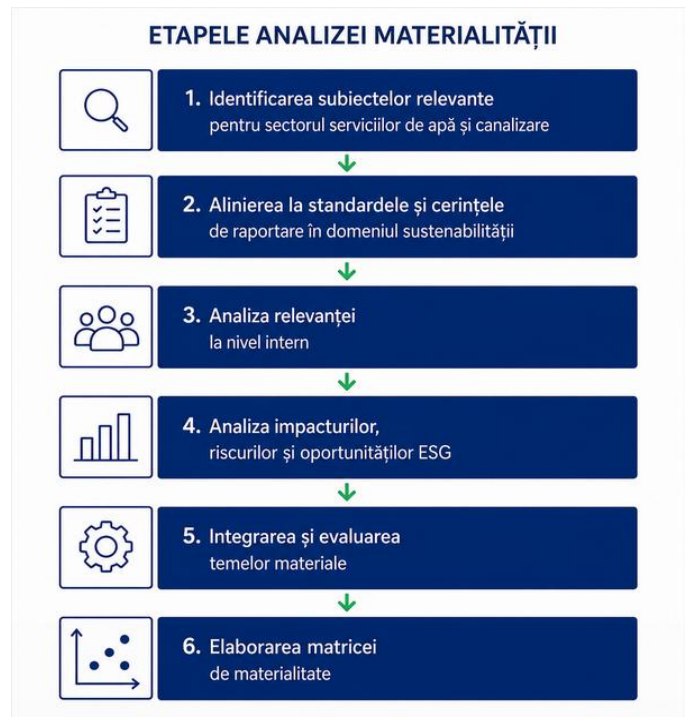 ETAPELE ANALIZEI MATERIALITĂȚII
1. Identificarea subiectelor relevante
pentru sectorul serviciilor de apă și canalizare
2. Alinierea la standardele și cerințele
de raportare în domeniul sustenabilității
3. Analiza relevanței
la nivel intern
4. Analiza impacturilor,
riscurilor și oportunităților ESG
5. Integrarea și evaluarea
temelor materiale
6. Elaborarea matricei
de materialitate